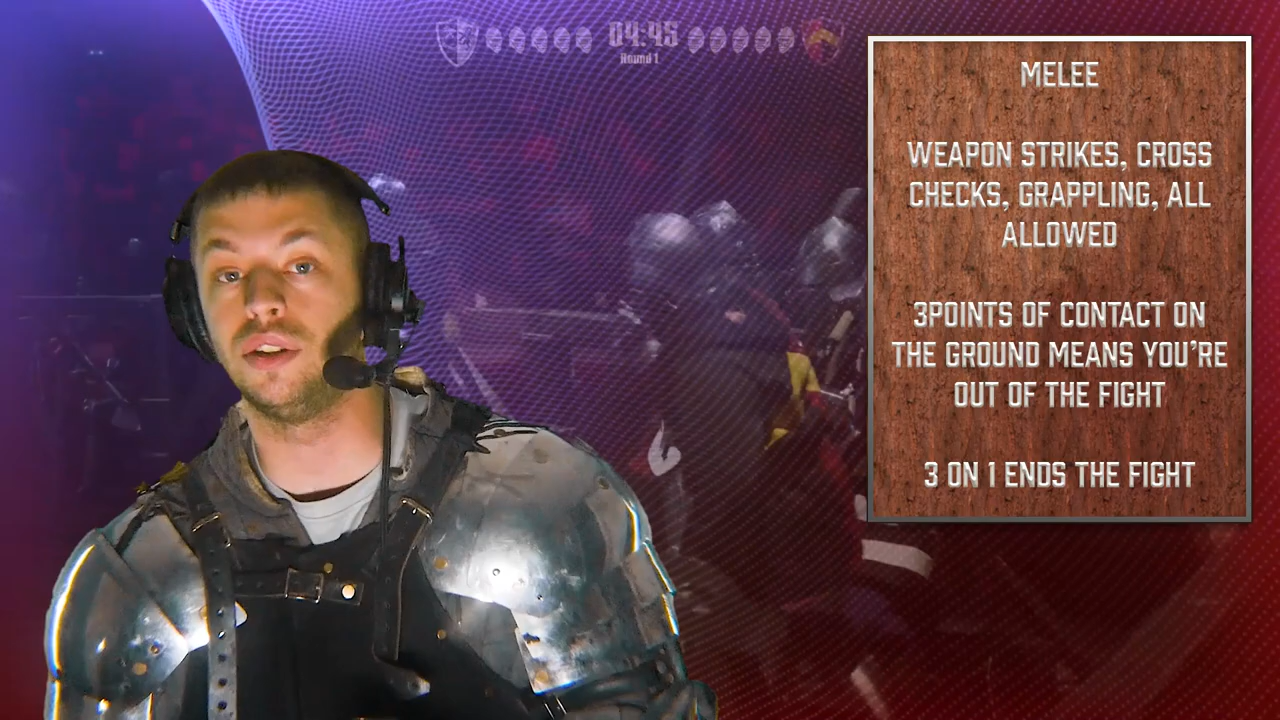 04:45
Round 1
MELEE
WEAPON STRIKES, CROSS
CHECKS, GRAPPLING, ALL
ALLOWED
3POINTS OF CONTACT ON
THE GROUND MEANS YOU'RE
OUT OF THE FIGHT
3 ON 1 ENDS THE FIGHT